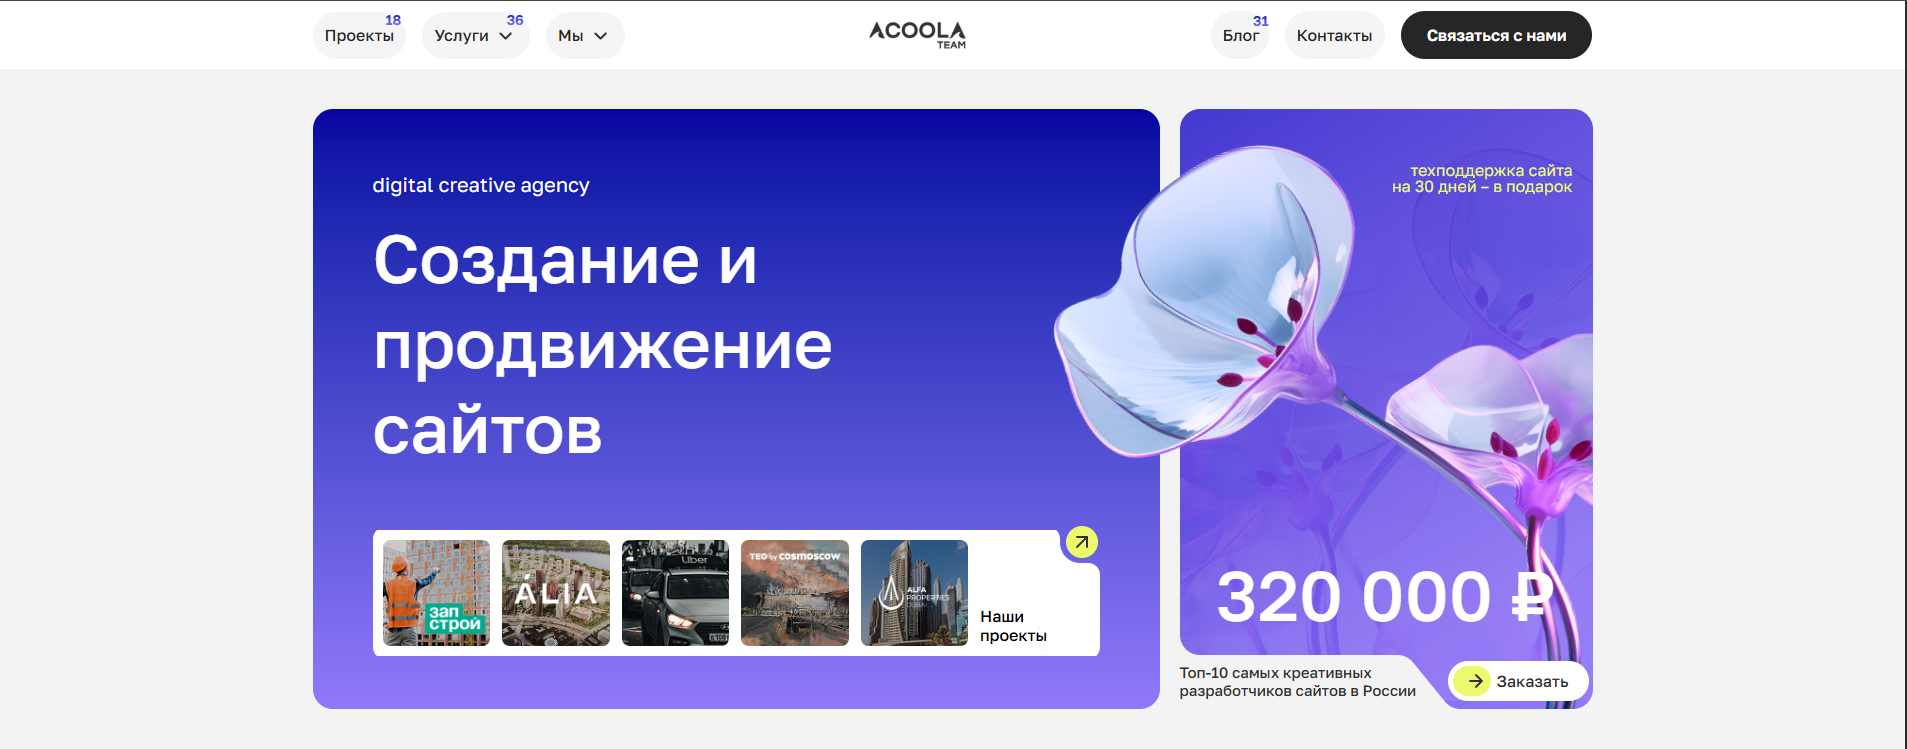 Проекты
18
Услуги
36
Мы
ACOOLA
TEAM
Блог
31
Контакты
Связаться с нами
digital creative agency
Создание и
продвижение
сайтов
зап
строй
ÁLIA
Uber
TEO by COSMOSCOW
ALFA
PROPERTIES
DUBAI
Наши
проекты
техподдержка сайта
на 30 дней – в подарок
320 000 ₽
Топ-10 самых креативных
разработчиков сайтов в России
Заказать